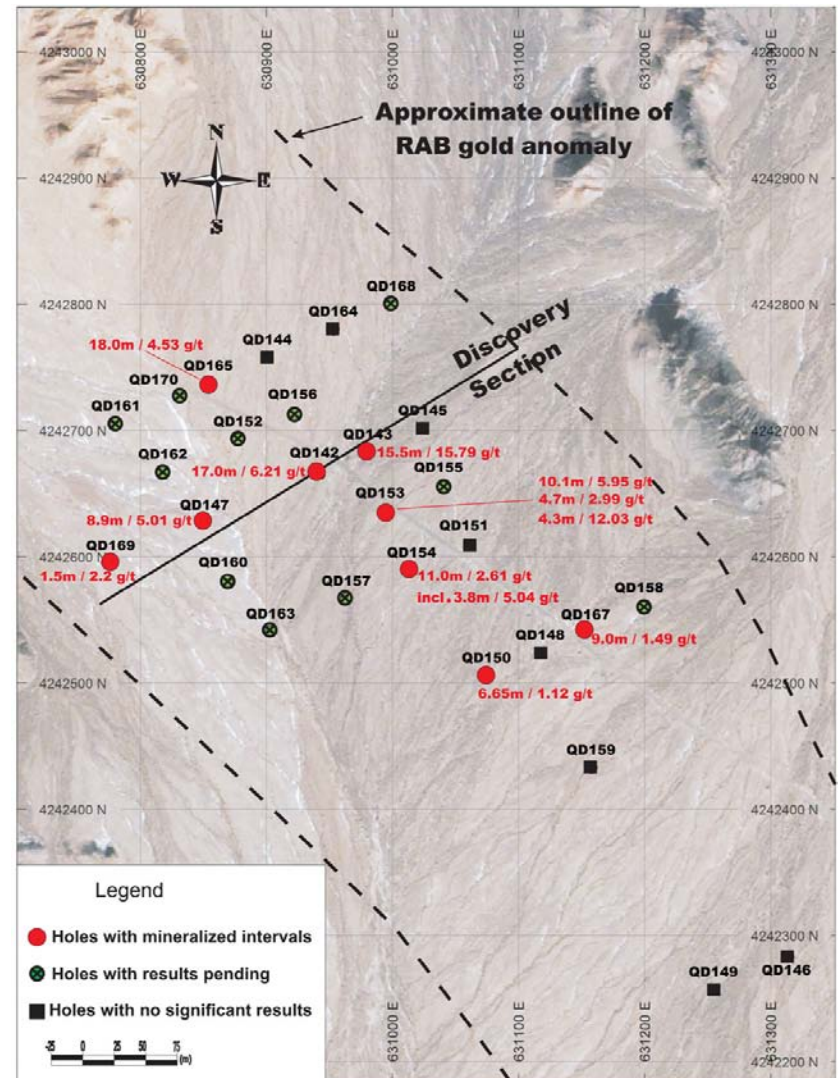 4243000 N
4243000 N
630800 E
630900 E
631000 E
631100 E
631200 E
631300 E
Approximate outline of
RAB gold anomaly
N
W
E
S
4242900 N
4242900 N
QD168
QD164
4242800 N
4242800 N
QD144
18.0m / 4.53 g/t
QD165
Discovery
Section
QD170
QD156
QD161
QD152
QD145
4242700 N
4242700 N
QD143
15.5m / 15.79 g/t
QD162
QD142
17.0m / 6.21 g/t
QD155
10.1m / 5.95 g/t
4.7m / 2.99 g/t
4.3m / 12.03 g/t
QD153
QD147
8.9m / 5.01 g/t
QD151
QD169
1.5m / 2.2 g/t
4242600 N
4242600 N
QD160
QD154
11.0m / 2.61 g/t
incl. 3.8m / 5.04 g/t
QD157
QD158
QD163
QD167
9.0m / 1.49 g/t
QD148
QD150
6.65m / 1.12 g/t
4242500 N
4242500 N
QD159
4242400 N
4242400 N
Legend
Holes with mineralized intervals
Holes with results pending
Holes with no significant results
-25 0 25 50 75
(m)
4242300 N
QD149
QD146
631000 E
631100 E
631200 E
631300 E
4242200 N